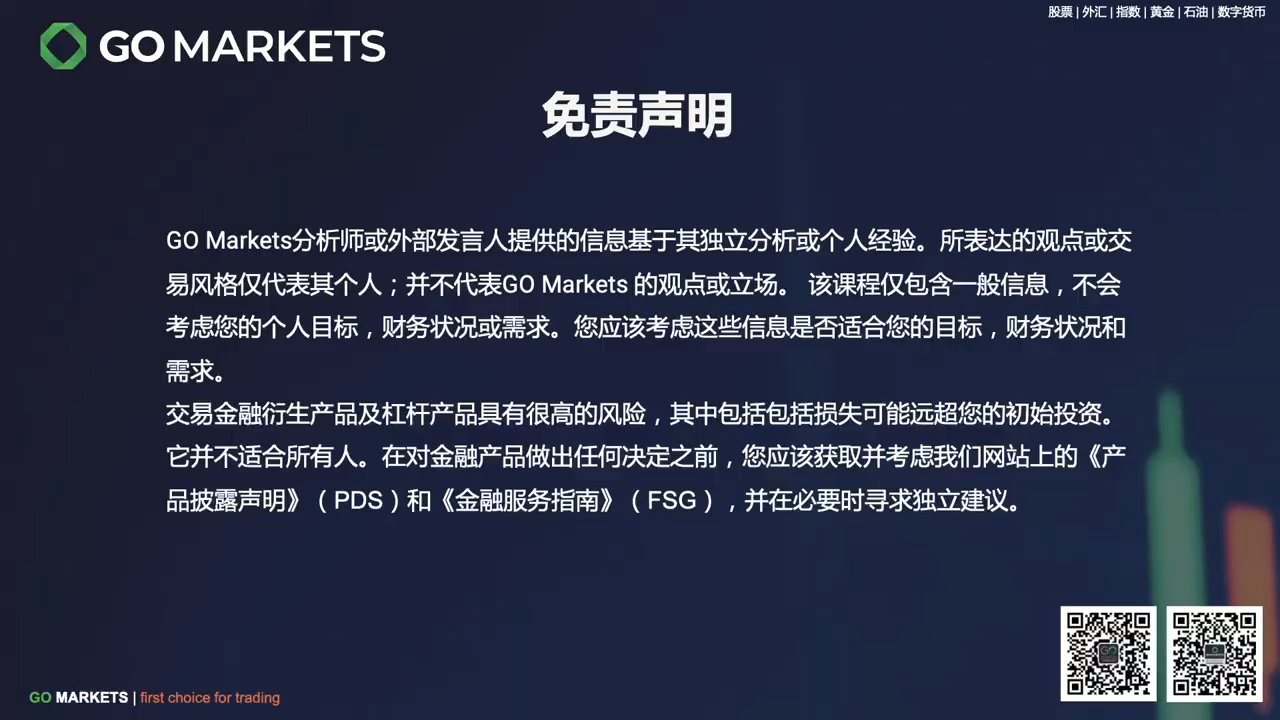 股票 | 外汇 | 指数 | 黄金 | 石油 | 数字货币
GO MARKETS
免责声明
GO Markets分析师或外部发言人提供的信息基于其独立分析或个人经验。所表达的观点或交
易风格仅代表其个人；并不代表GO Markets 的观点或立场。 该课程仅包含一般信息，不会
考虑您的个人目标，财务状况或需求。您应该考虑这些信息是否适合您的目标，财务状况和
需求。
交易金融衍生产品及杠杆产品具有很高的风险，其中包括包括损失可能远超您的初始投资。
它并不适合所有人。在对金融产品做出任何决定之前，您应该获取并考虑我们网站上的《产
品披露声明》（PDS）和《金融服务指南》（FSG），并在必要时寻求独立建议。
GO MARKETS | first choice for trading